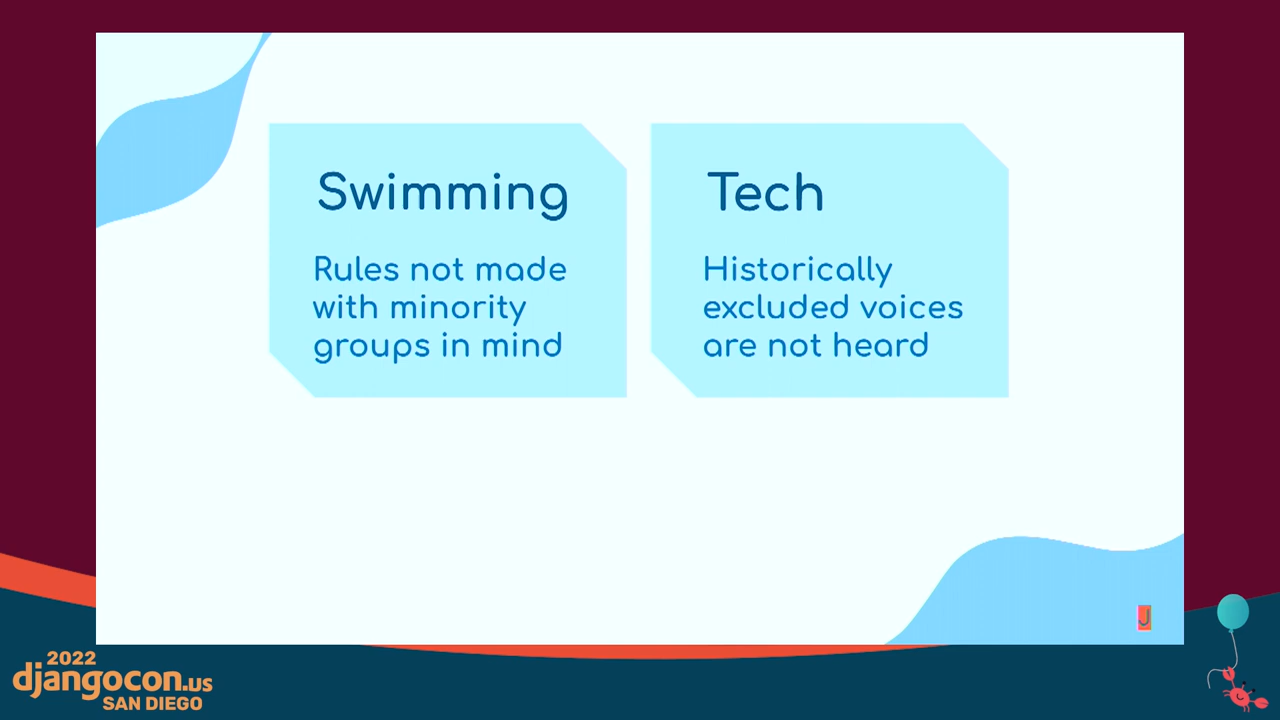 Swimming
Rules not made
with minority
groups in mind
Tech
Historically
excluded voices
are not heard
J
2022
djangocon.us
SAN DIEGO